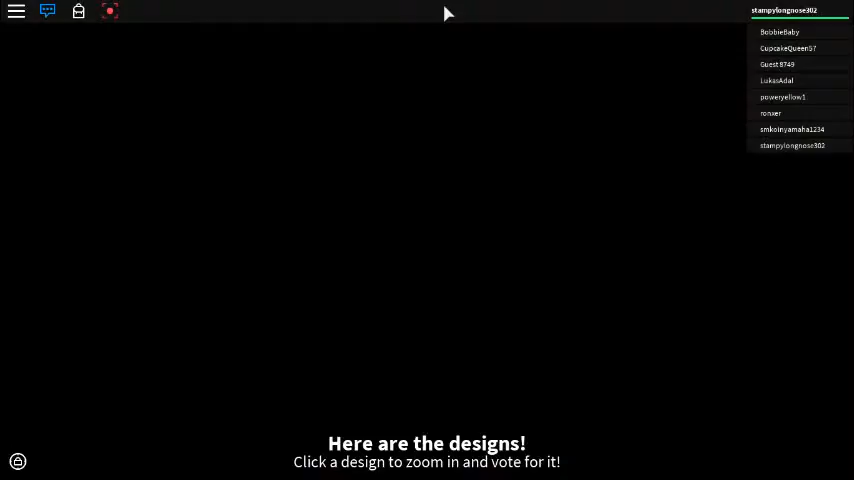 stampylongnose302
BobbieBaby
CupcakeQueen57
Guest 8749
LukasAdal
poweryellow1
ronxer
smkoinyamaha1234
stampylongnose302
Here are the designs!
Click a design to zoom in and vote for it!